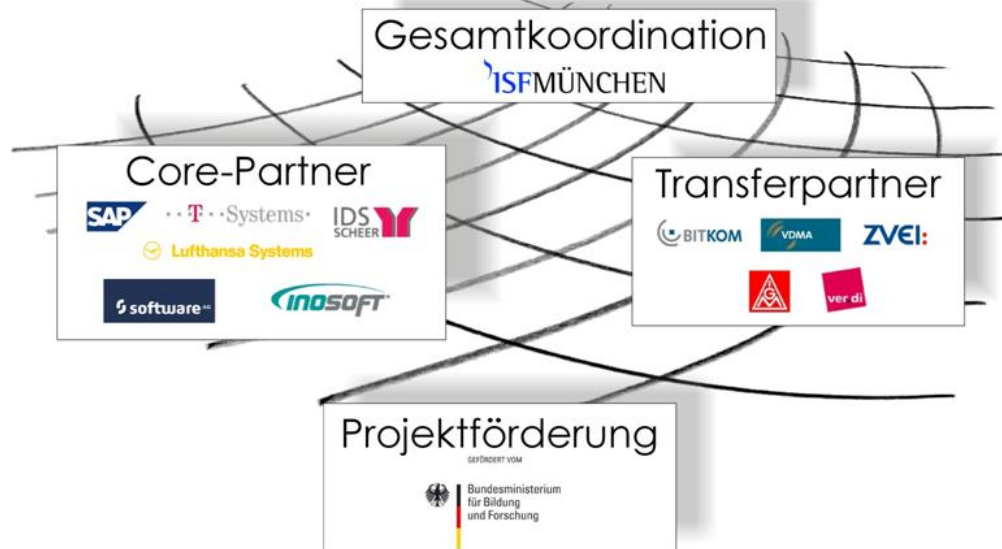 Gesamtkoordination
ISFMÜNCHEN
Core-Partner
SAP
··T··Systems·
IDS
SCHEER
Lufthansa Systems
software AG
INOSOFT
Transferpartner
BITKOM
VDMA
ZVEI:
IGM
ver.di
Projektförderung
GEFÖRDERT VOM
Bundesministerium
für Bildung
und Forschung